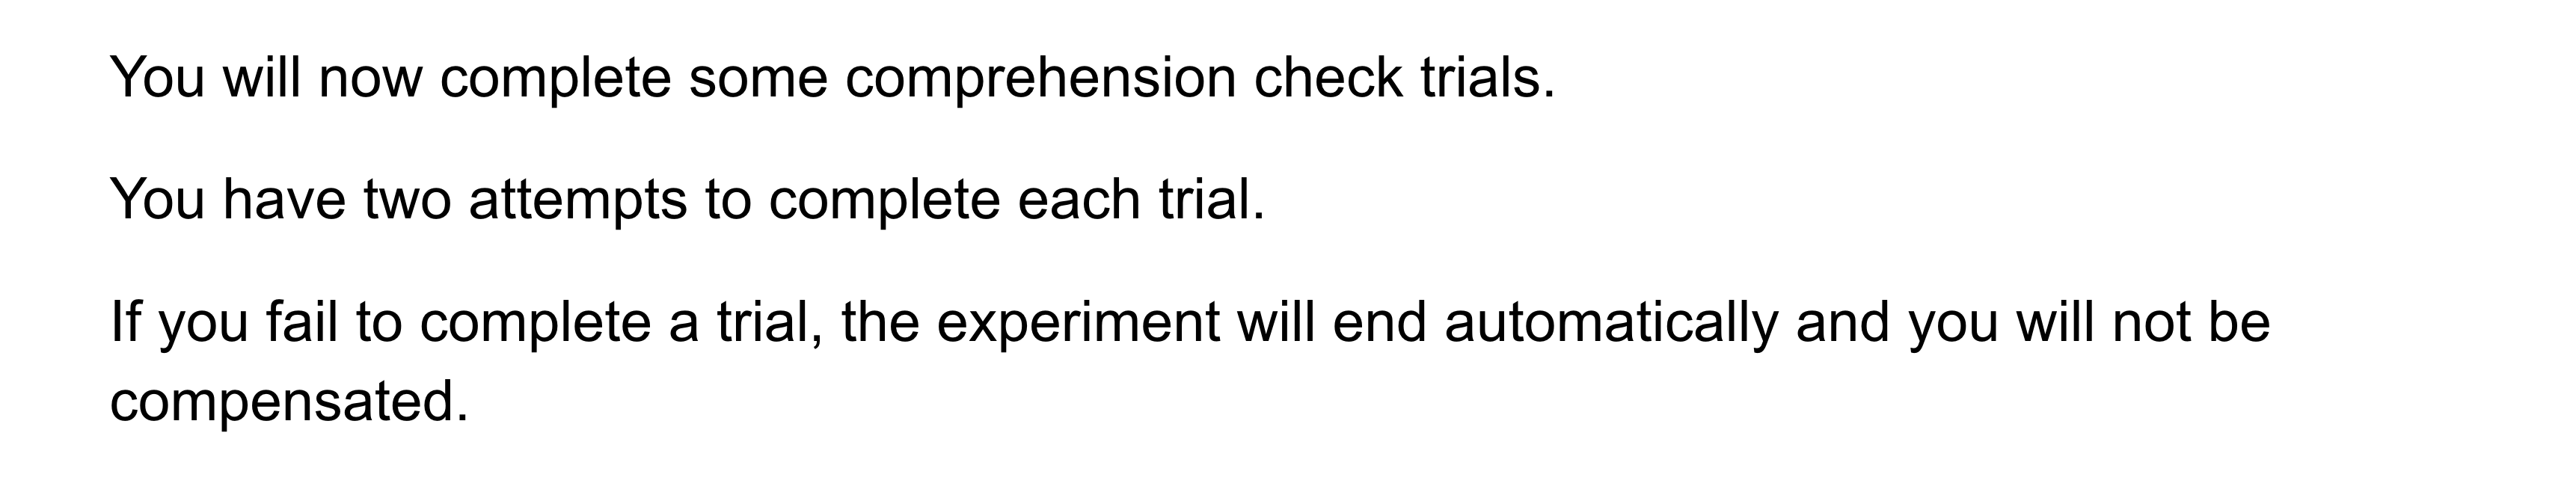 You will now complete some comprehension check trials.
You have two attempts to complete each trial.
If you fail to complete a trial, the experiment will end automatically and you will not be
compensated.